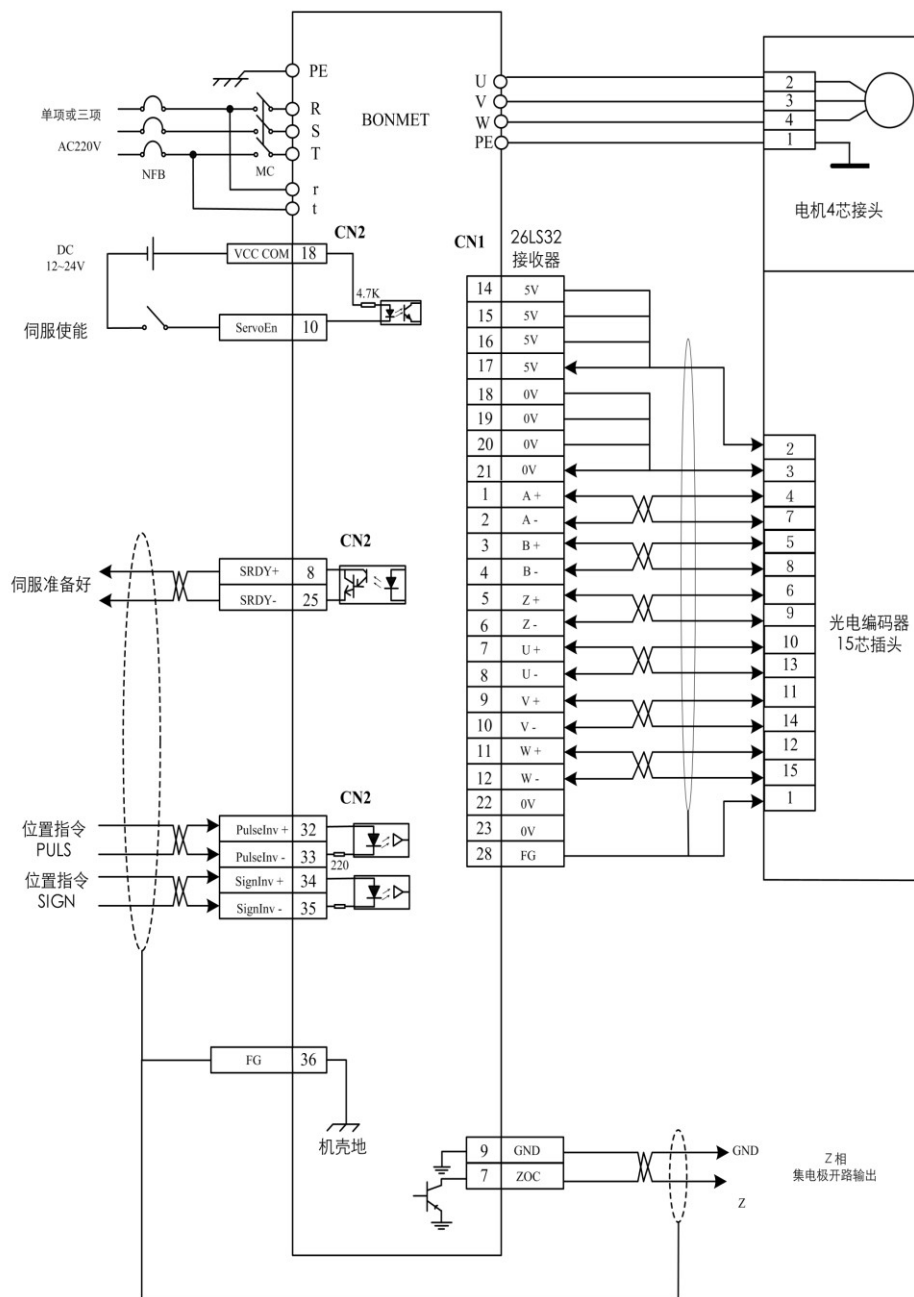 PE
单项或三项
AC220V
NFB
MC
R
S
T
r
t
BONMET
U
V
W
PE
2
3
4
1
电机4芯接头
CN2
DC
12~24V
VCC COM 18
4.7K
伺服使能
ServoEn 10
CN1
26LS32
接收器
14 5V
15 5V
16 5V
17 5V
18 0V
19 0V
20 0V
21 0V
1 A+
2 A-
3 B+
4 B-
5 Z+
6 Z-
7 U+
8 U-
9 V+
10 V-
11 W+
12 W-
22 0V
23 0V
28 FG
2
3
4
7
5
8
6
9
10
13
11
14
12
15
1
光电编码器
15芯插头
CN2
伺服准备好
SRDY+ 8
SRDY- 25
CN2
位置指令
PULS
PulseInv + 32
PulseInv - 33
220
位置指令
SIGN
SignInv + 34
SignInv - 35
FG 36
机壳地
9 GND
7 ZOC
GND
Z
Z相
集电极开路输出